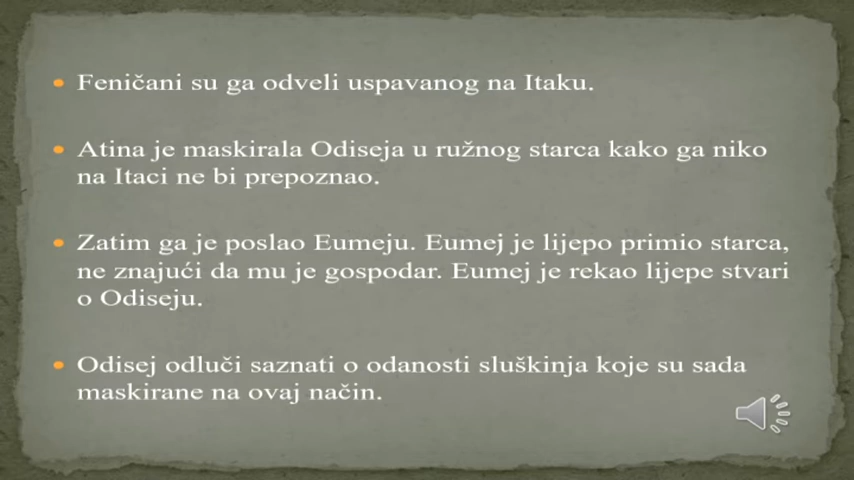 Feničani su ga odveli uspavanog na Itaku.
Atina je maskirala Odiseja u ružnog starca kako ga niko
na Itaci ne bi prepoznao.
Zatim ga je poslao Eumeju. Eumej je lijepo primio starca,
ne znajući da mu je gospodar. Eumej je rekao lijepe stvari
o Odiseju.
Odisej odluči saznati o odanosti sluškinja koje su sada
maskirane na ovaj način.